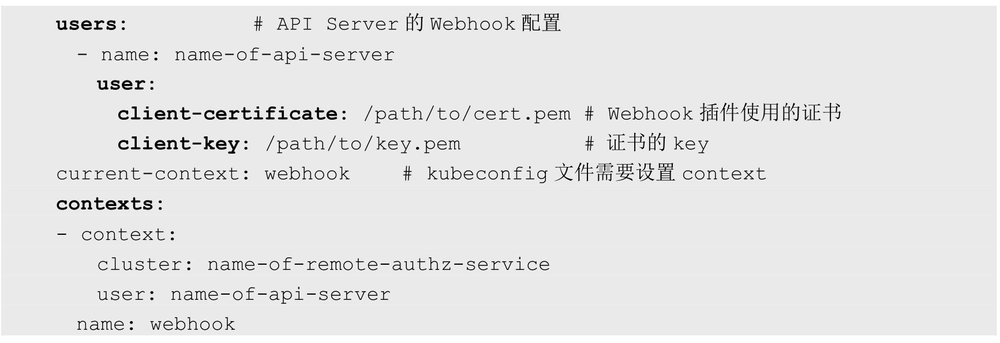 users:            # API Server 的 Webhook 配置
  - name: name-of-api-server
    user:
      client-certificate: /path/to/cert.pem # Webhook 插件使用的证书
      client-key: /path/to/key.pem            # 证书的 key
current-context: webhook     # kubeconfig 文件需要设置 context
contexts:
- context:
    cluster: name-of-remote-authz-service
    user: name-of-api-server
  name: webhook